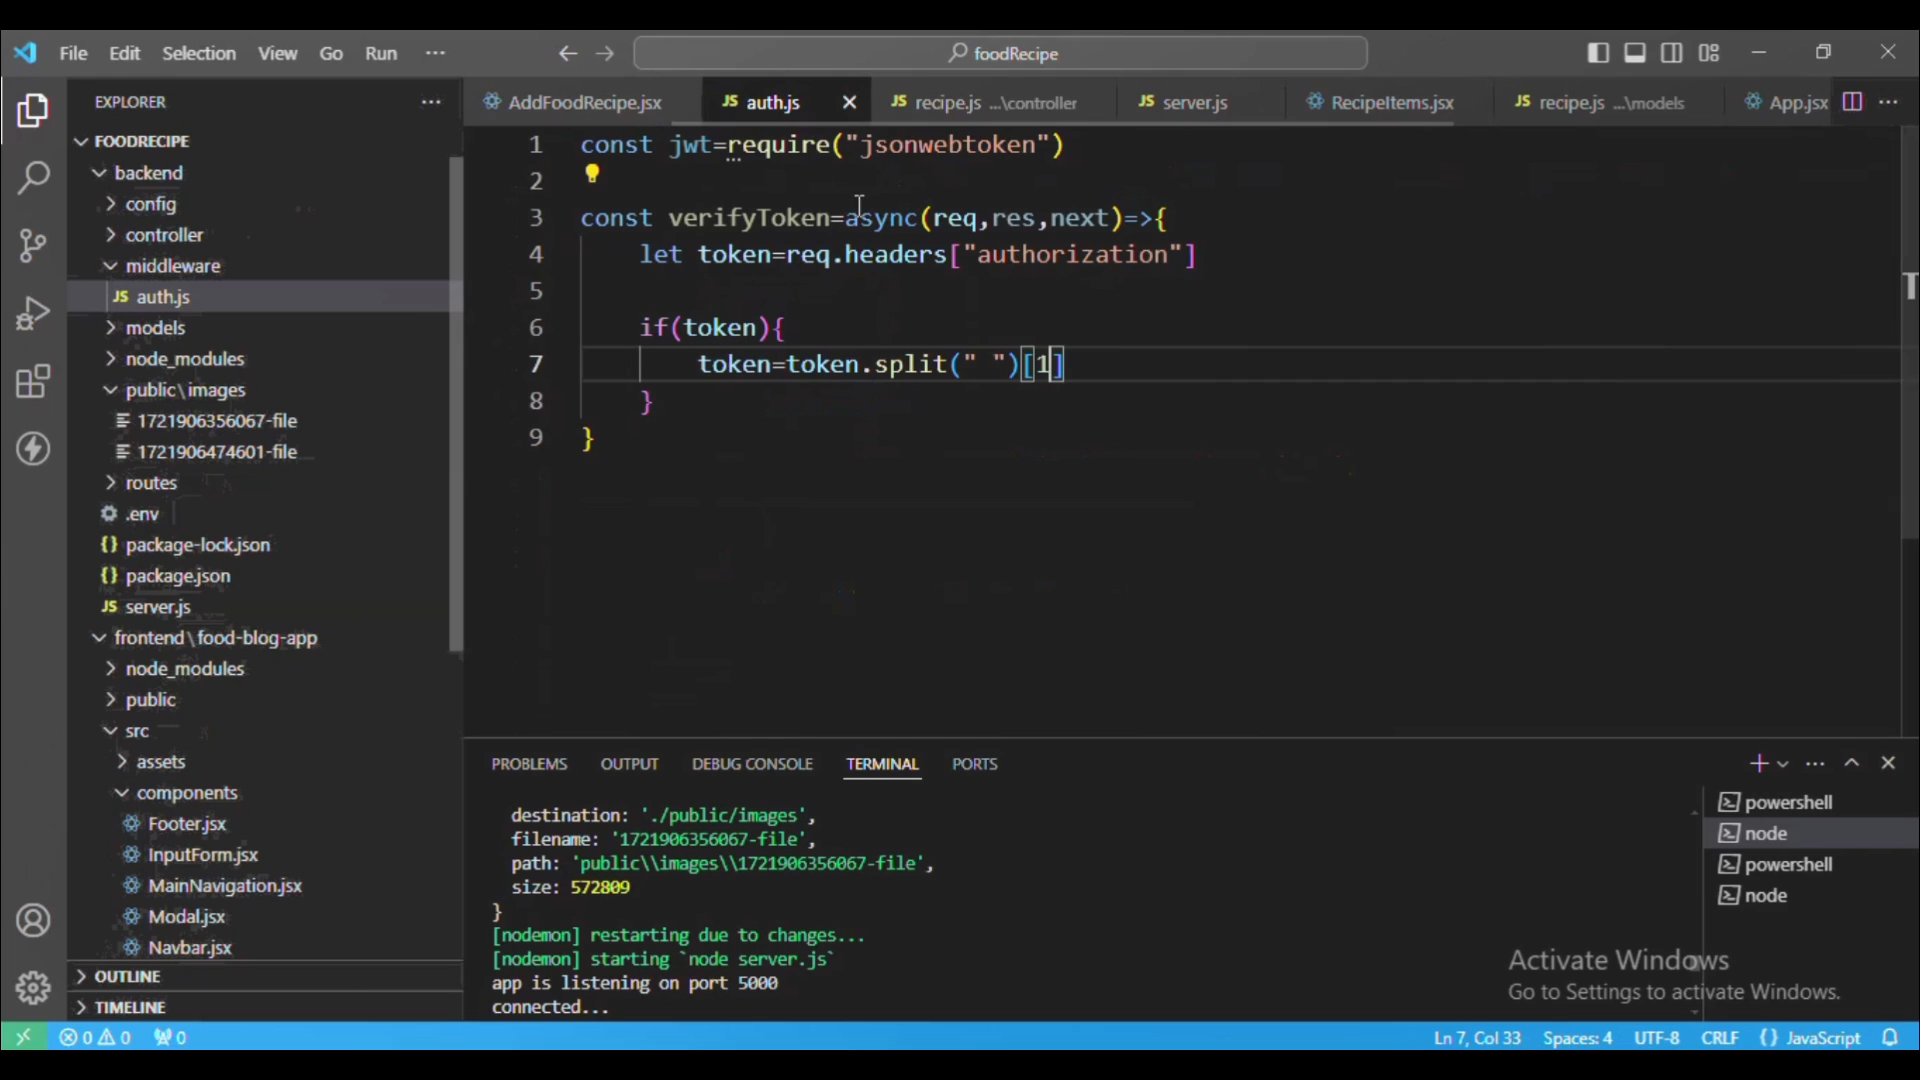 File Edit Selection View Go Run ··· foodRecipe
EXPLORER ···
AddFoodRecipe.jsx JS auth.js JS recipe.js ...\controller JS server.js RecipeItems.jsx JS recipe.js ...\models App.jsx ···
FOODRECIPE
backend
config
controller
middleware
JS auth.js
models
node_modules
public\images
1721906356067-file
1721906474601-file
routes
.env
{} package-lock.json
{} package.json
JS server.js
frontend\food-blog-app
node_modules
public
src
assets
components
Footer.jsx
InputForm.jsx
MainNavigation.jsx
Modal.jsx
Navbar.jsx
OUTLINE
TIMELINE
1 const jwt=require("jsonwebtoken")
2
3 const verifyToken=async(req,res,next)=>{
4 let token=req.headers["authorization"]
5
6 if(token){
7 token=token.split(" ")[1]
8 }
9 }
PROBLEMS OUTPUT DEBUG CONSOLE TERMINAL PORTS
destination: './public/images',
filename: '1721906356067-file',
path: 'public\\images\\1721906356067-file',
size: 572809
}
[nodemon] restarting due to changes...
[nodemon] starting `node server.js`
app is listening on port 5000
connected...
powershell
node
powershell
node
Activate Windows
Go to Settings to activate Windows.
0 0 0 Ln 7, Col 33 Spaces: 4 UTF-8 CRLF {} JavaScript